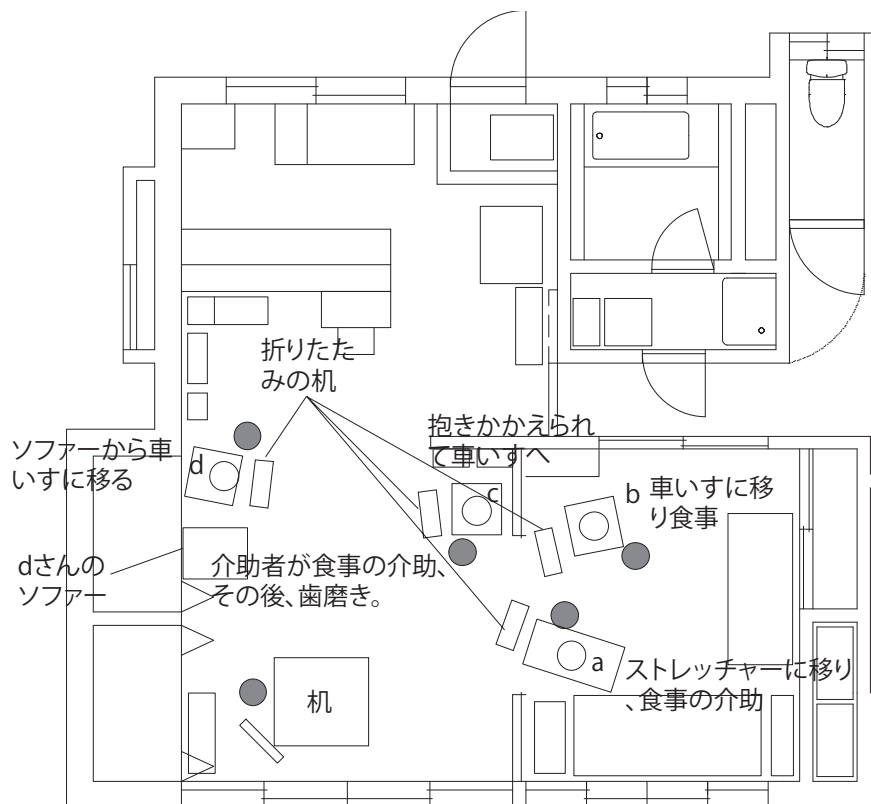 折りたた
みの机
抱きかかえられ
て車いすへ
ソファーから車
いすに移る
d
c
b
車いすに移
り食事
dさんの
ソファー
介助者が食事の介助、
その後、歯磨き。
a
ストレッチャーに移り
、食事の介助
机